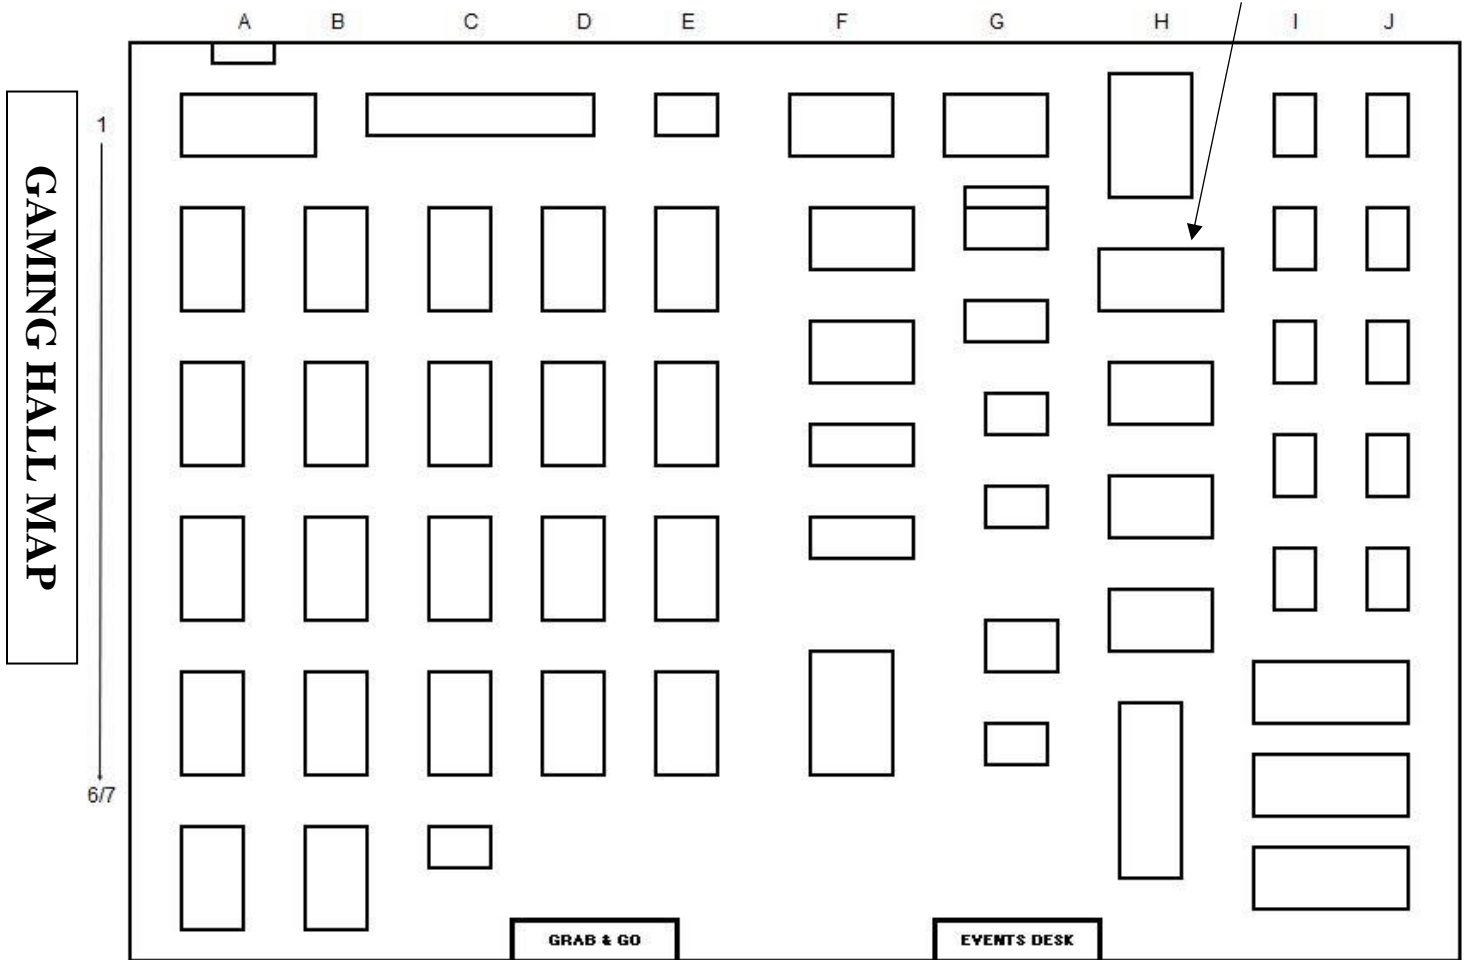 A B C D E F G H I J
1
GAMING HALL MAP
6/7
GRAB & GO
EVENTS DESK